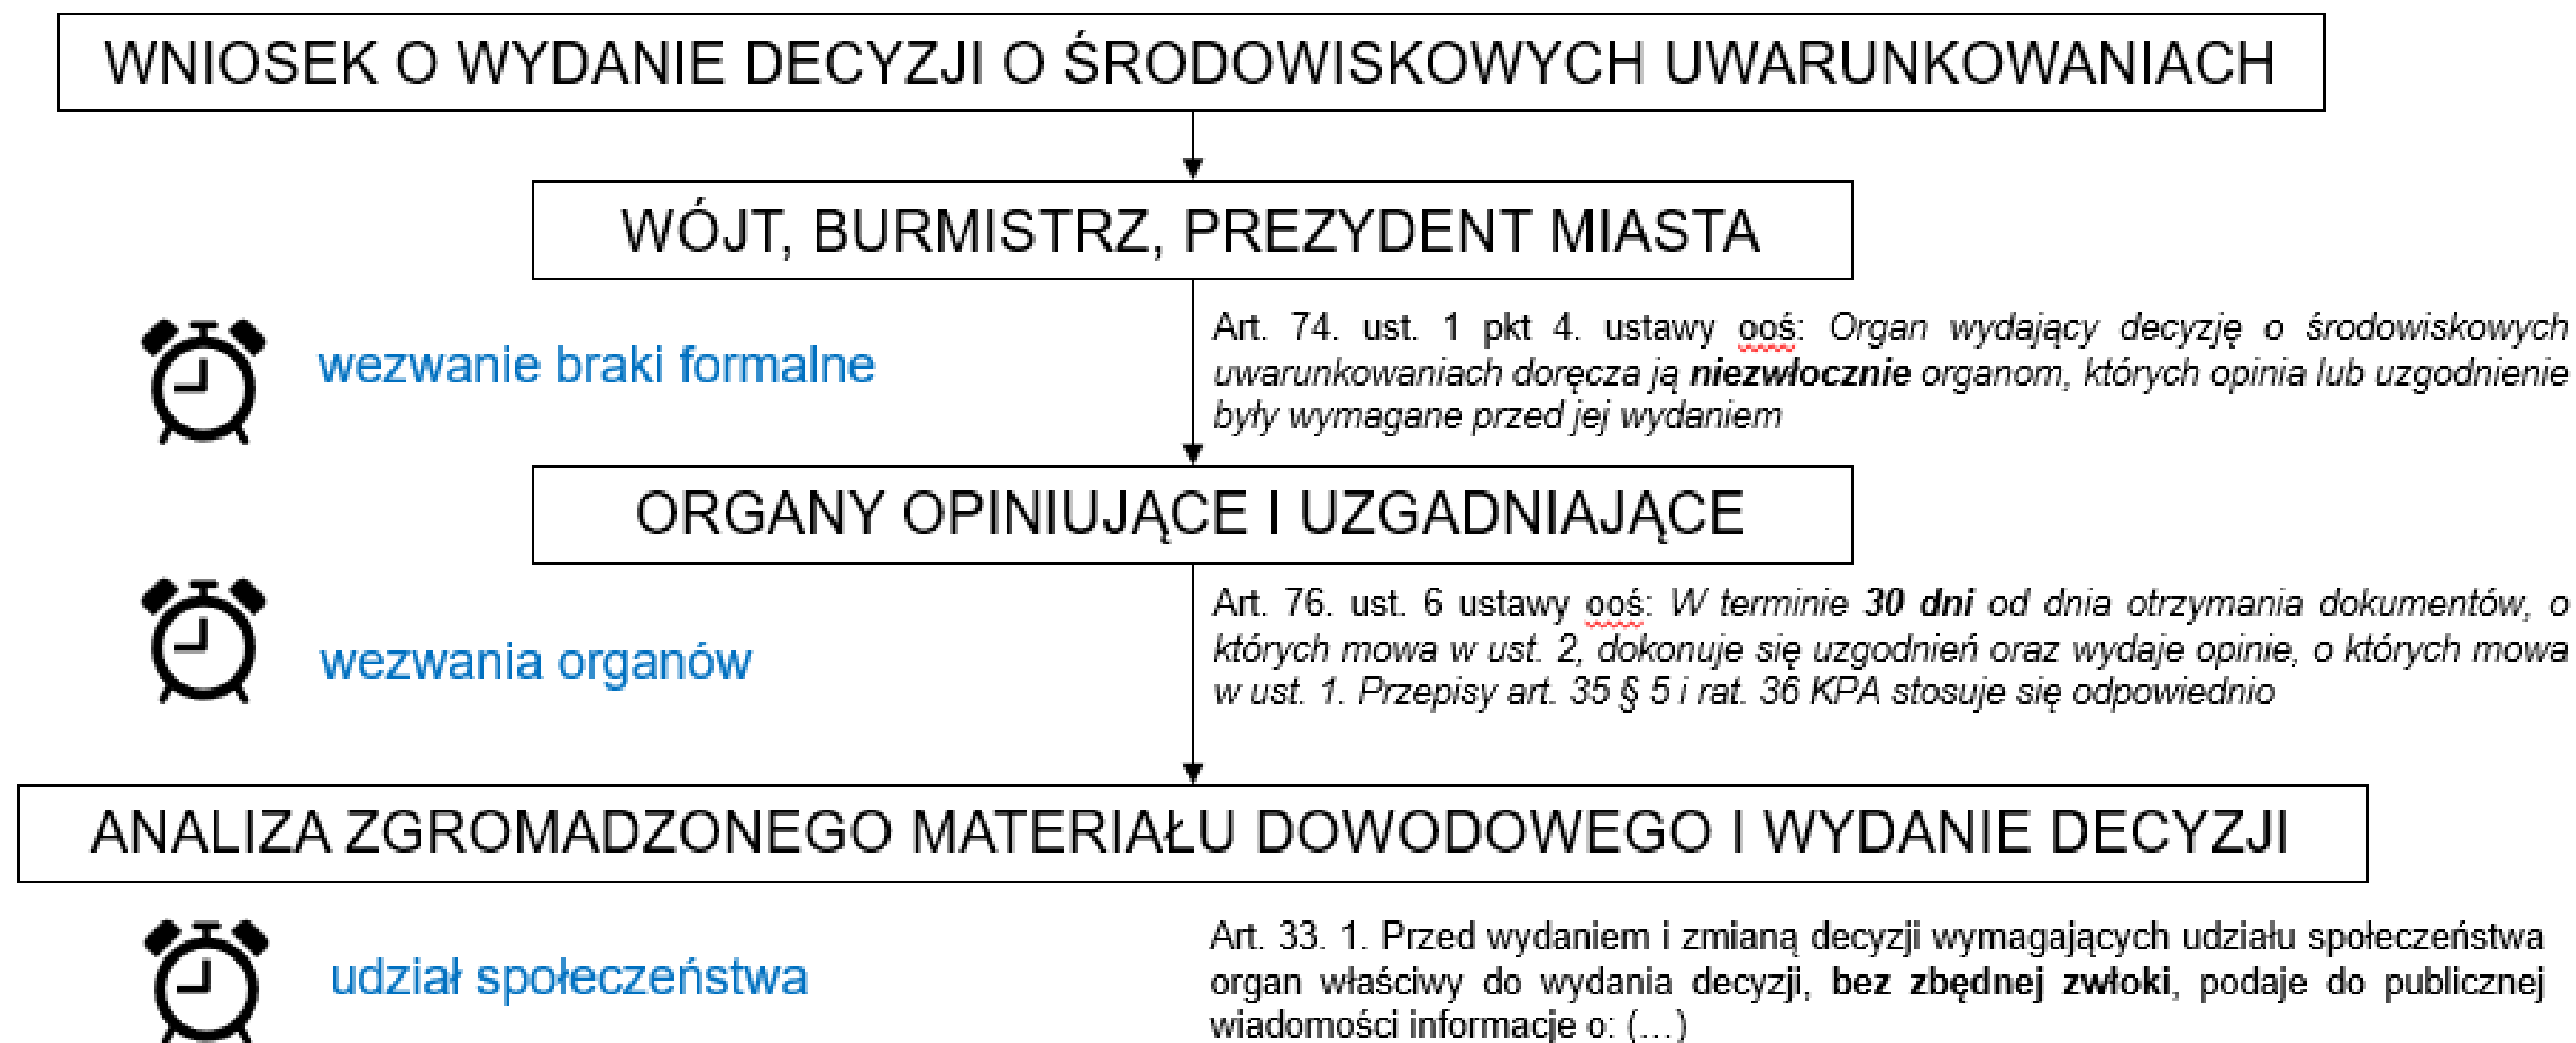 WNIOSEK O WYDANIE DECYZJI O ŚRODOWISKOWYCH UWARUNKOWANIACH
WÓJT, BURMISTRZ, PREZYDENT MIASTA
wezwanie braki formalne
Art. 74. ust. 1 pkt 4. ustawy ooś: Organ wydający decyzję o środowiskowych
uwarunkowaniach doręcza ją niezwłocznie organom, których opinia lub uzgodnienie
były wymagane przed jej wydaniem
ORGANY OPINIUJĄCE I UZGADNIAJĄCE
wezwania organów
Art. 76. ust. 6 ustawy ooś: W terminie 30 dni od dnia otrzymania dokumentów, o
których mowa w ust. 2, dokonuje się uzgodnień oraz wydaje opinie, o których mowa
w ust. 1. Przepisy art. 35 § 5 i rat. 36 KPA stosuje się odpowiednio
ANALIZA ZGROMADZONEGO MATERIAŁU DOWODOWEGO I WYDANIE DECYZJI
udział społeczeństwa
Art. 33. 1. Przed wydaniem i zmianą decyzji wymagających udziału społeczeństwa
organ właściwy do wydania decyzji, bez zbędnej zwłoki, podaje do publicznej
wiadomości informacje o: (…)